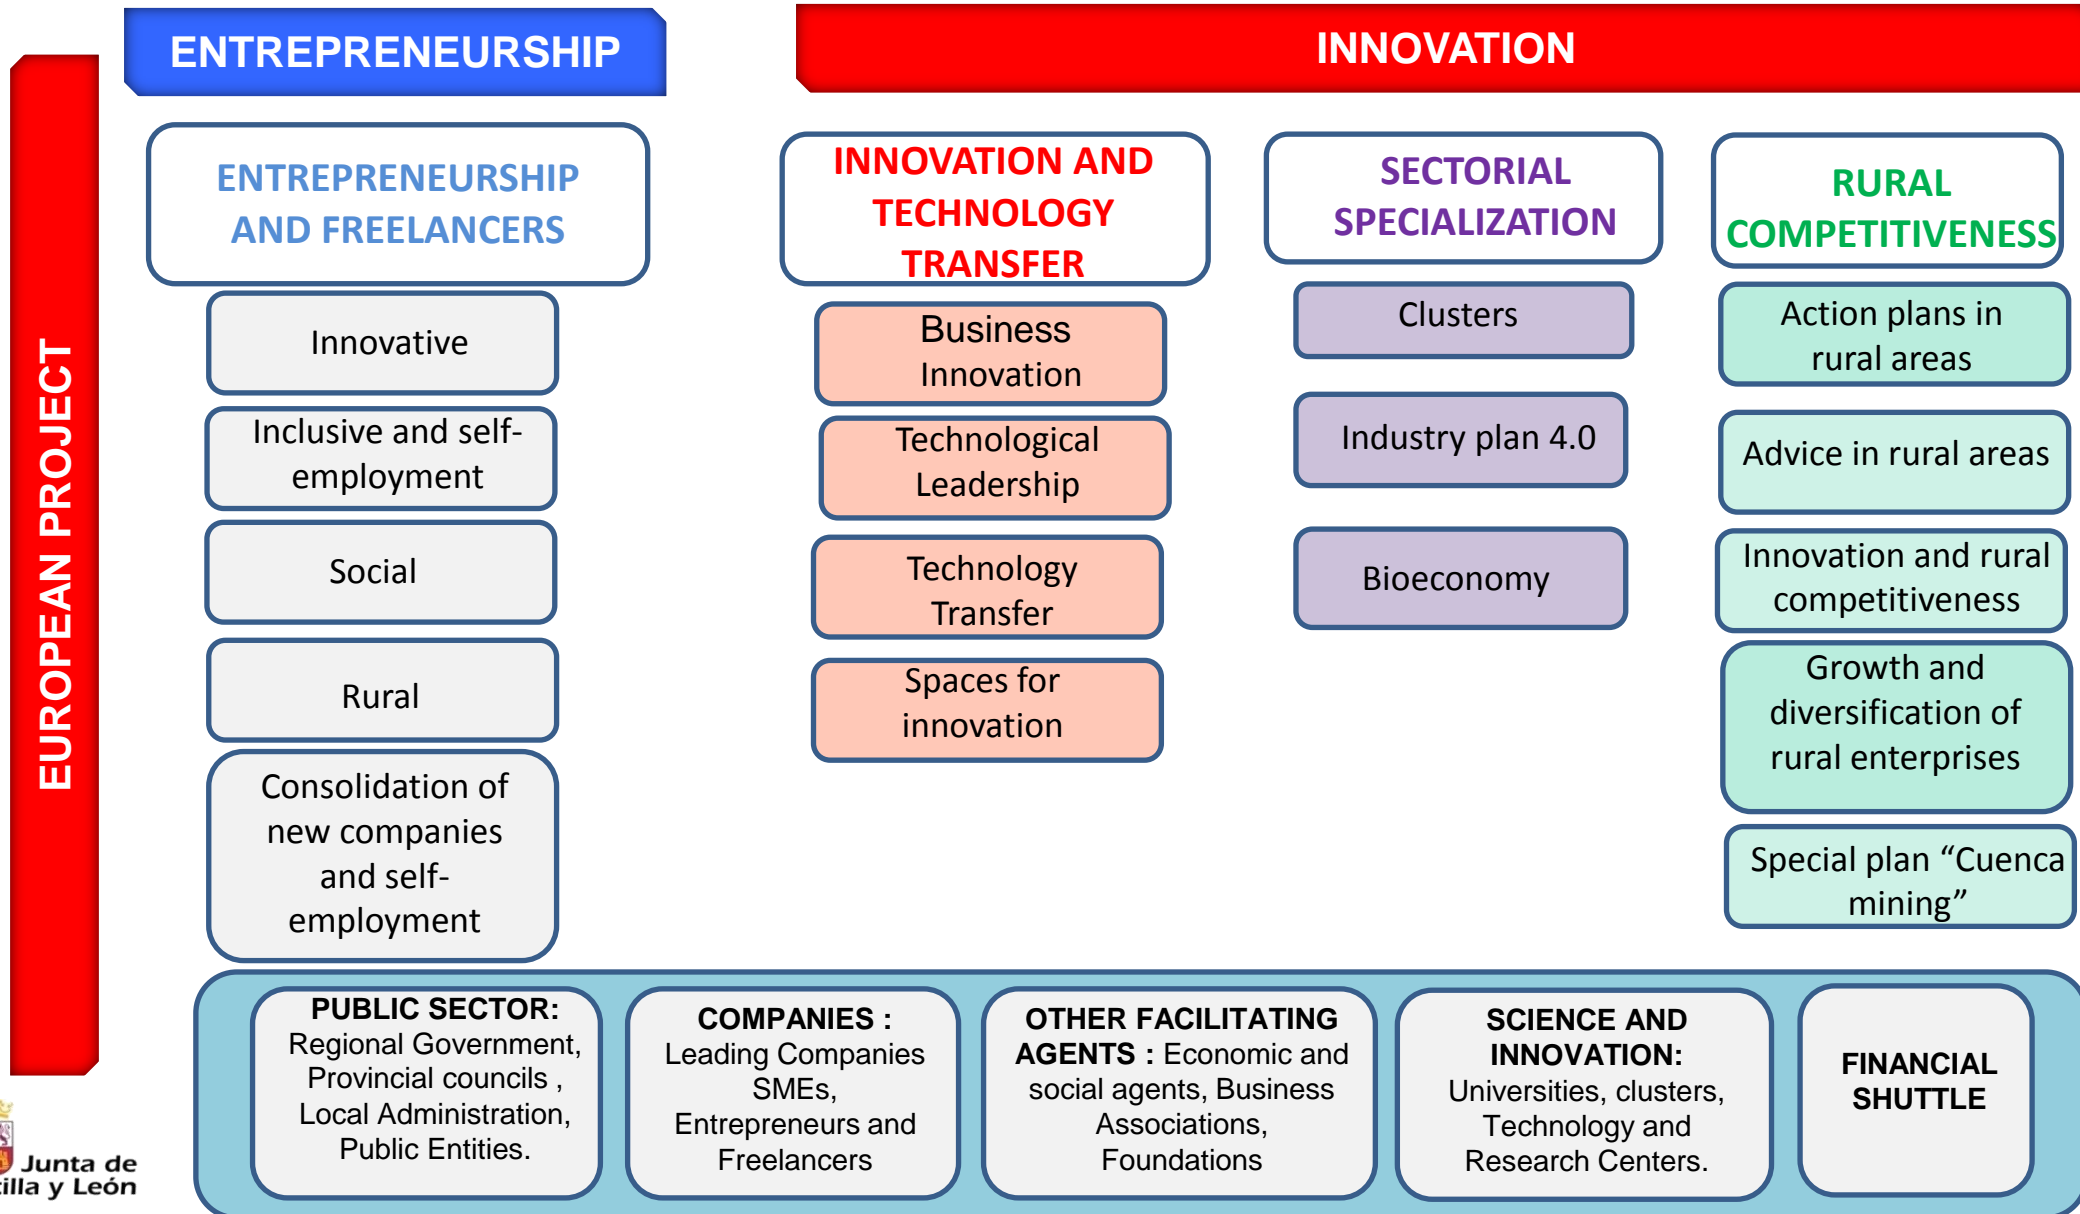 ENTREPRENEURSHIP
INNOVATION
EUROPEAN PROJECT
ENTREPRENEURSHIP
AND FREELANCERS
Innovative
Inclusive and self-
employment
Social
Rural
Consolidation of
new companies
and self-
employment
INNOVATION AND
TECHNOLOGY
TRANSFER
Business
Innovation
Technological
Leadership
Technology
Transfer
Spaces for
innovation
SECTORIAL
SPECIALIZATION
Clusters
Industry plan 4.0
Bioeconomy
RURAL
COMPETITIVENESS
Action plans in
rural areas
Advice in rural areas
Innovation and rural
competitiveness
Growth and
diversification of
rural enterprises
Special plan “Cuenca
mining”
PUBLIC SECTOR:
Regional Government,
Provincial councils ,
Local Administration,
Public Entities.
COMPANIES :
Leading Companies
SMEs,
Entrepreneurs and
Freelancers
OTHER FACILITATING
AGENTS : Economic and
social agents, Business
Associations,
Foundations
SCIENCE AND
INNOVATION:
Universities, clusters,
Technology and
Research Centers.
FINANCIAL
SHUTTLE
Junta de
tilla y León